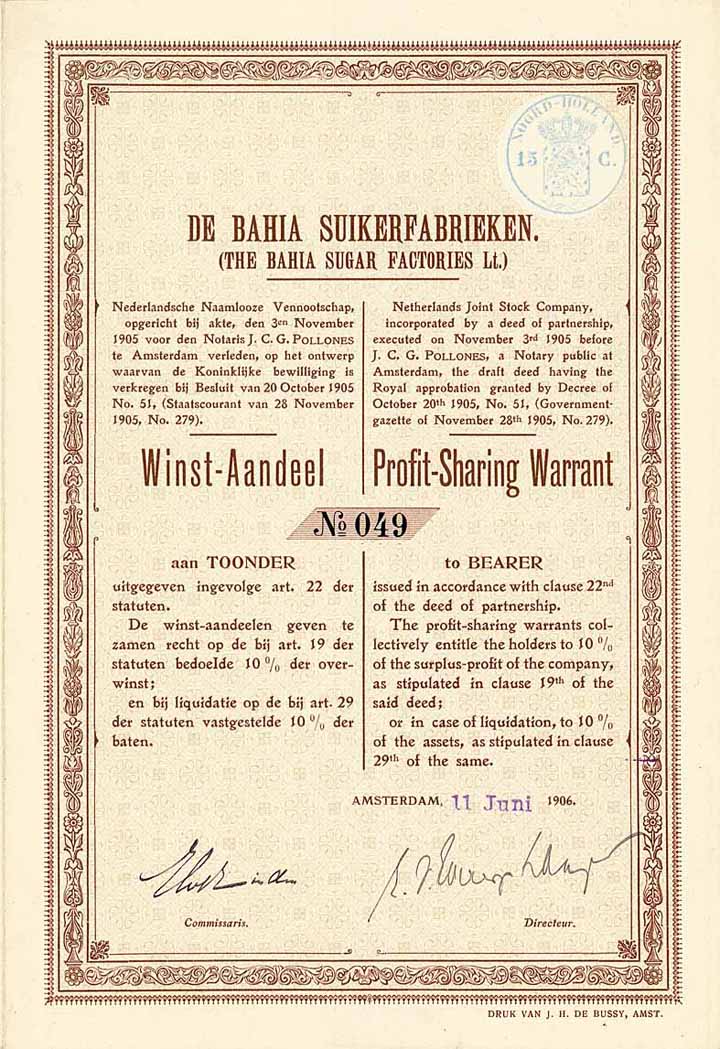 NOORD-HOLLAND
15 C.
DE BAHIA SUIKERFABRIEKEN.
(THE BAHIA SUGAR FACTORIES Lt.)
Nederlandsche Naamlooze Vennootschap,
opgericht bij akte, den 3en November
1905 voor den Notaris J. C. G. POLLONES
te Amsterdam verleden, op het ontwerp
waarvan de Koninklijke bewilliging is
verkregen bij Besluit van 20 October 1905
No. 51, (Staatscourant van 28 November
1905, No. 279).
Winst-Aandeel
Netherlands Joint Stock Company,
incorporated by a deed of partnership,
executed on November 3rd 1905 before
J. C. G. POLLONES, a Notary public at
Amsterdam, the draft deed having the
Royal approbation granted by Decree of
October 20th 1905, No. 51, (Government-
gazette of November 28th 1905, No. 279).
Profit-Sharing Warrant
No 049
aan TOONDER
uitgegeven ingevolge art. 22 der
statuten.
De winst-aandeelen geven te
zamen recht op de bij art. 19 der
statuten bedoelde 10 % der over-
winst;
en bij liquidatie op de bij art. 29
der statuten vastgestelde 10 % der
baten.
to BEARER
issued in accordance with clause 22nd
of the deed of partnership.
The profit-sharing warrants col-
lectively entitle the holders to 10 %
of the surplus-profit of the company,
as stipulated in clause 19th of the
said deed;
or in case of liquidation, to 10 %
of the assets, as stipulated in clause
29th of the same.
AMSTERDAM, 11 Juni 1906.
Commissaris.
Directeur.
DRUK VAN J. H. DE BUSSY, AMST.